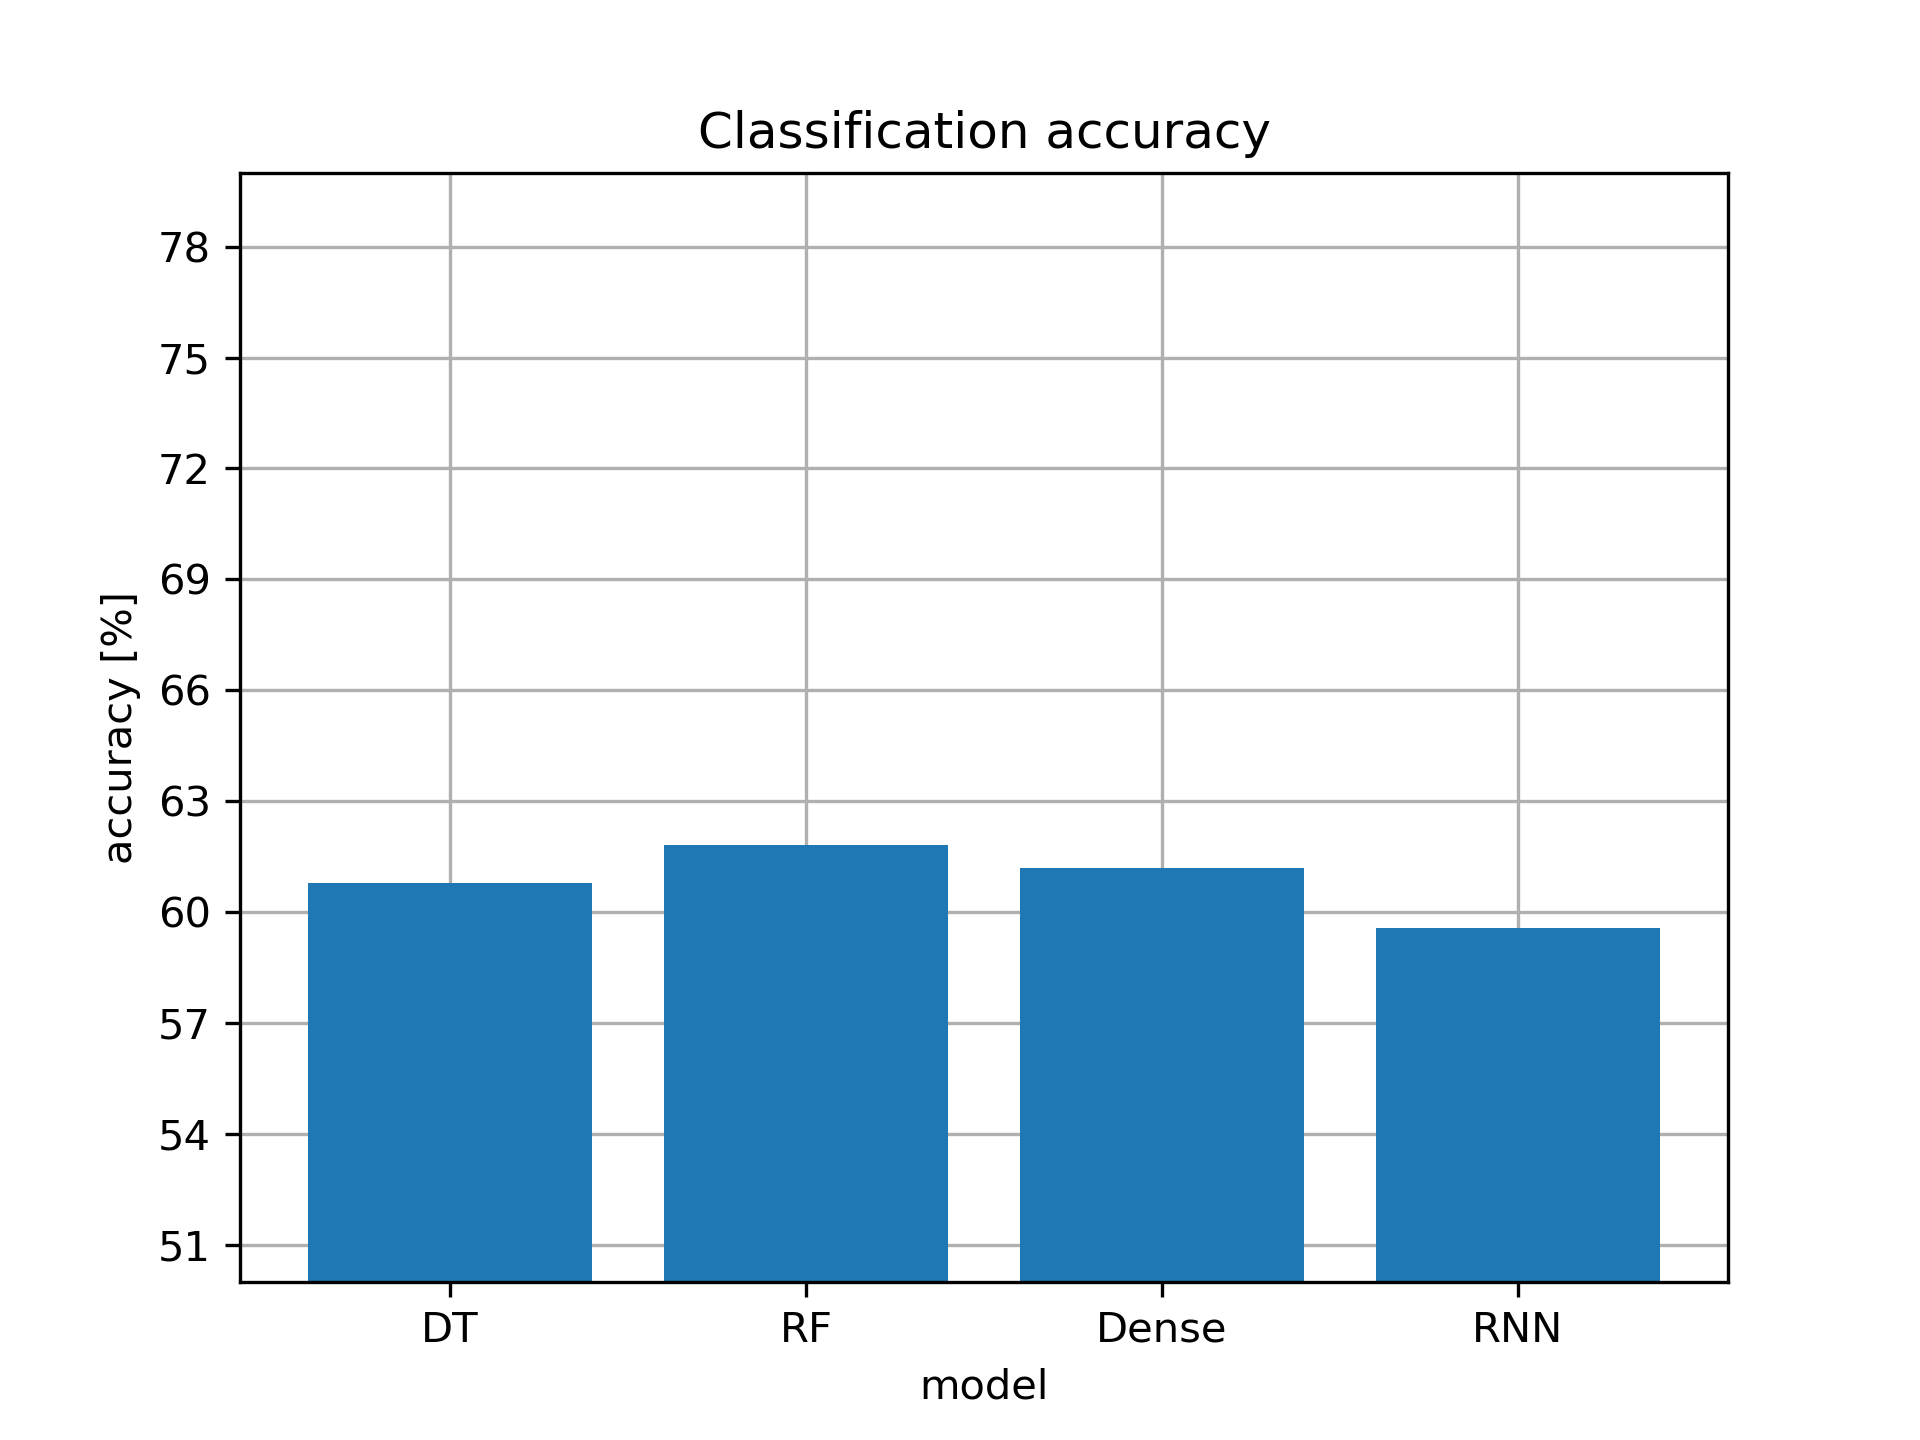 Classification accuracy
78
75
72
69
66
63
60
57
54
51
accuracy [%]
DT RF Dense RNN
model